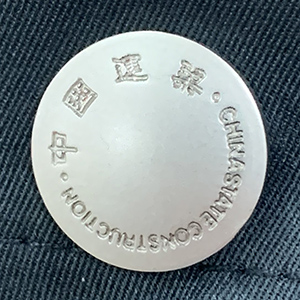 中國建築
CHINA STATE CONSTRUCTION